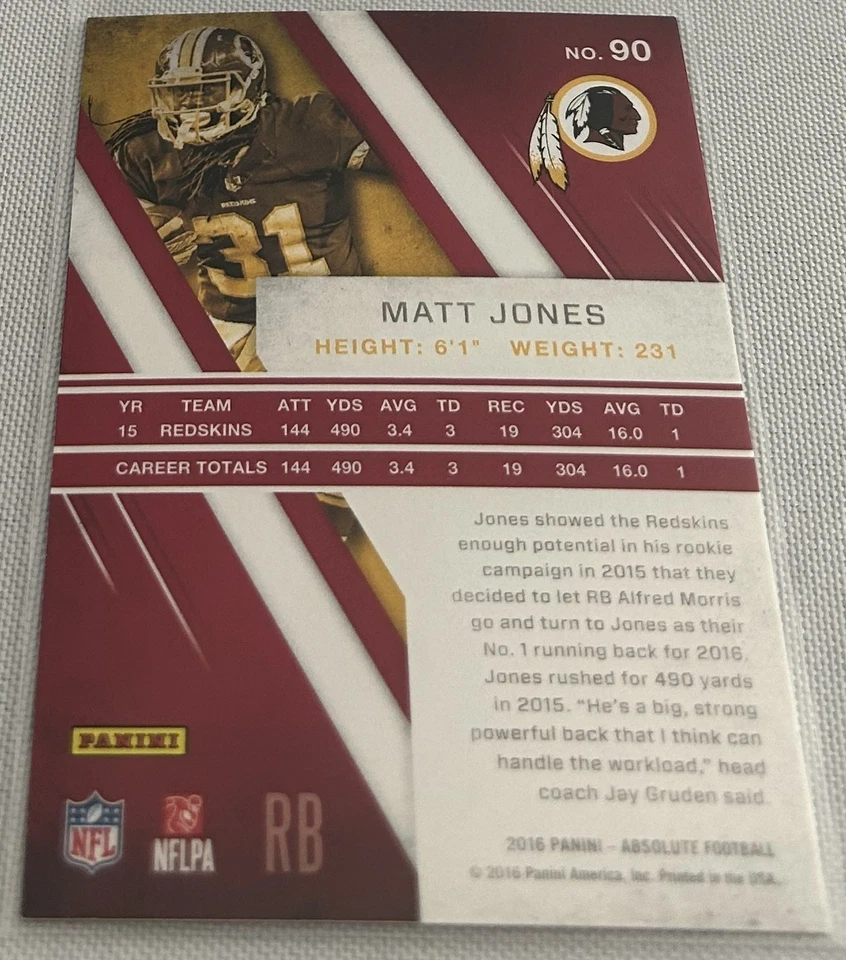 NO. 90
REDSKINS
31
MATT JONES
HEIGHT: 6'1" WEIGHT: 231
YR TEAM ATT YDS AVG TD REC YDS AVG TD
15 REDSKINS 144 490 3.4 3 19 304 16.0 1
CAREER TOTALS 144 490 3.4 3 19 304 16.0 1
Jones showed the Redskins
enough potential in his rookie
campaign in 2015 that they
decided to let RB Alfred Morris
go and turn to Jones as their
No. 1 running back for 2016.
Jones rushed for 490 yards
in 2015. “He's a big, strong
powerful back that I think can
handle the workload,” head
coach Jay Gruden said.
PANINI
NFL
NFLPA
RB
2016 PANINI – ABSOLUTE FOOTBALL
© 2016 Panini America, Inc. Printed in the USA.